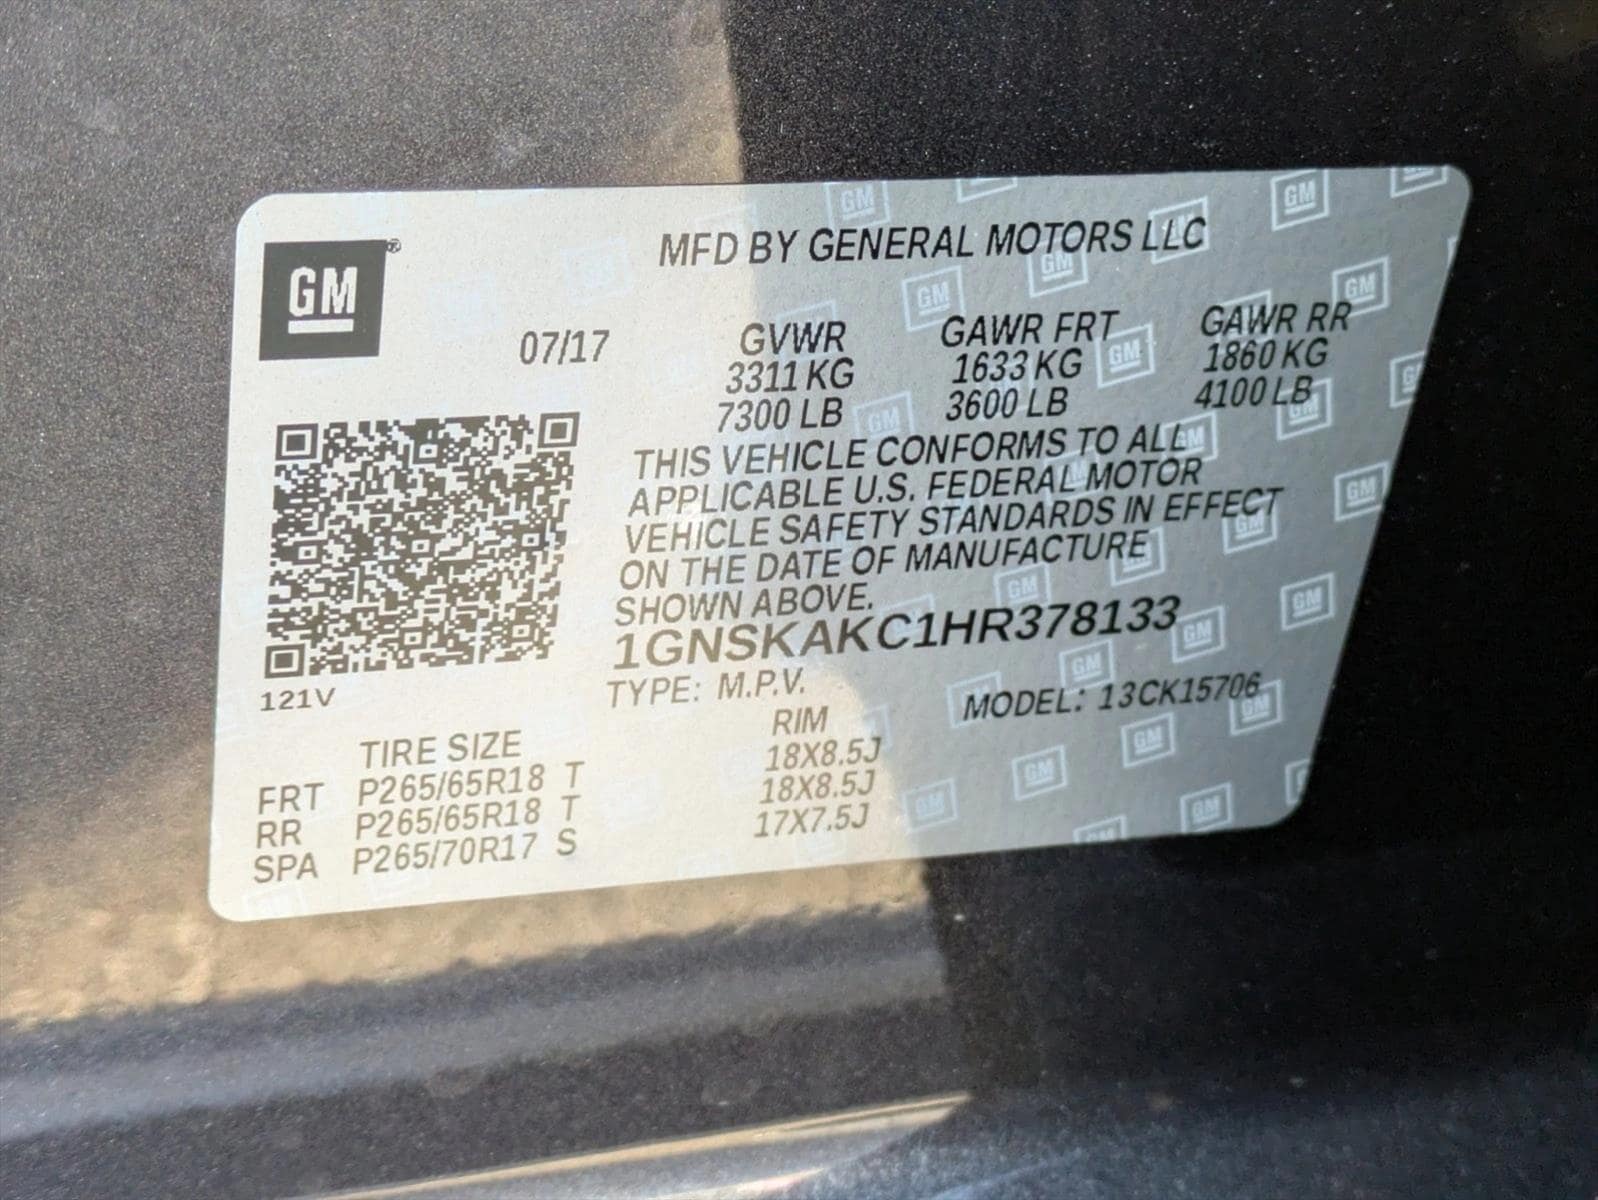 GM®
MFD BY GENERAL MOTORS LLC
07/17
GVWR GAWR FRT GAWR RR
3311 KG 1633 KG 1860 KG
7300 LB 3600 LB 4100 LB
THIS VEHICLE CONFORMS TO ALL
APPLICABLE U.S. FEDERAL MOTOR
VEHICLE SAFETY STANDARDS IN EFFECT
ON THE DATE OF MANUFACTURE
SHOWN ABOVE.
1GNSKAKC1HR378133
121V
TYPE: M.P.V. MODEL: 13CK15706
TIRE SIZE RIM
FRT P265/65R18 T 18X8.5J
RR P265/65R18 T 18X8.5J
SPA P265/70R17 S 17X7.5J